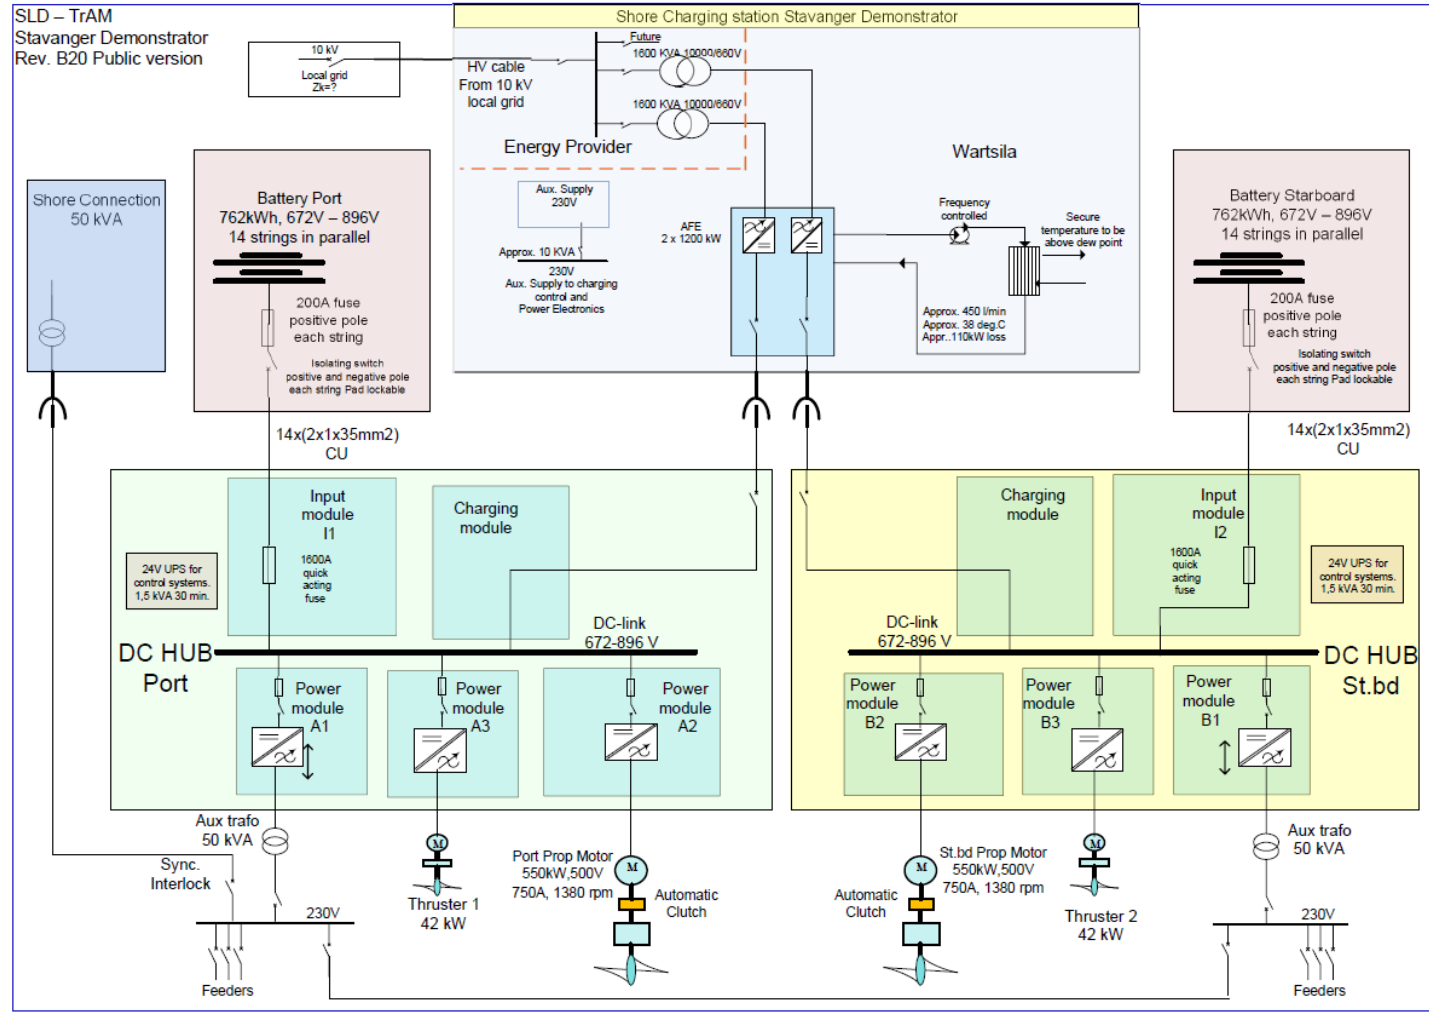 SLD – TrAM
Stavanger Demonstrator
Rev. B20 Public version
Shore Charging station Stavanger Demonstrator
10 kV
Local grid
Zk=?
HV cable
From 10 kV
local grid
Future
1600 KVA 10000/660V
1600 KVA 10000/660V
Energy Provider
Wartsila
Aux. Supply
230V
Approx. 10 KVA
230V
Aux. Supply to charging
control and
Power Electronics
AFE
2 x 1200 kW
Frequency
controlled
Secure
temperature to be
above dew point
Approx. 450 l/min
Approx. 38 deg.C
Appr..110kW loss
Shore Connection
50 kVA
Battery Port
762kWh, 672V – 896V
14 strings in parallel
200A fuse
positive pole
each string
Isolating switch
positive and negative pole
each string Pad lockable
14x(2x1x35mm2)
CU
Battery Starboard
762kWh, 672V – 896V
14 strings in parallel
200A fuse
positive pole
each string
Isolating switch
positive and negative pole
each string Pad lockable
14x(2x1x35mm2)
CU
Input
module
I1
1600A
quick
acting
fuse
Charging
module
24V UPS for
control systems.
1,5 kVA 30 min.
DC-link
672-896 V
DC HUB
Port
Power
module
A1
Power
module
A3
Power
module
A2
Charging
module
Input
module
I2
1600A
quick
acting
fuse
24V UPS for
control systems.
1,5 kVA 30 min.
DC-link
672-896 V
DC HUB
St.bd
Power
module
B2
Power
module
B3
Power
module
B1
Aux trafo
50 kVA
Sync.
Interlock
230V
Feeders
M
Thruster 1
42 kW
Port Prop Motor
550kW,500V
750A, 1380 rpm
M
Automatic
Clutch
St.bd Prop Motor
550kW,500V
750A, 1380 rpm
M
Automatic
Clutch
M
Thruster 2
42 kW
Aux trafo
50 kVA
230V
Feeders